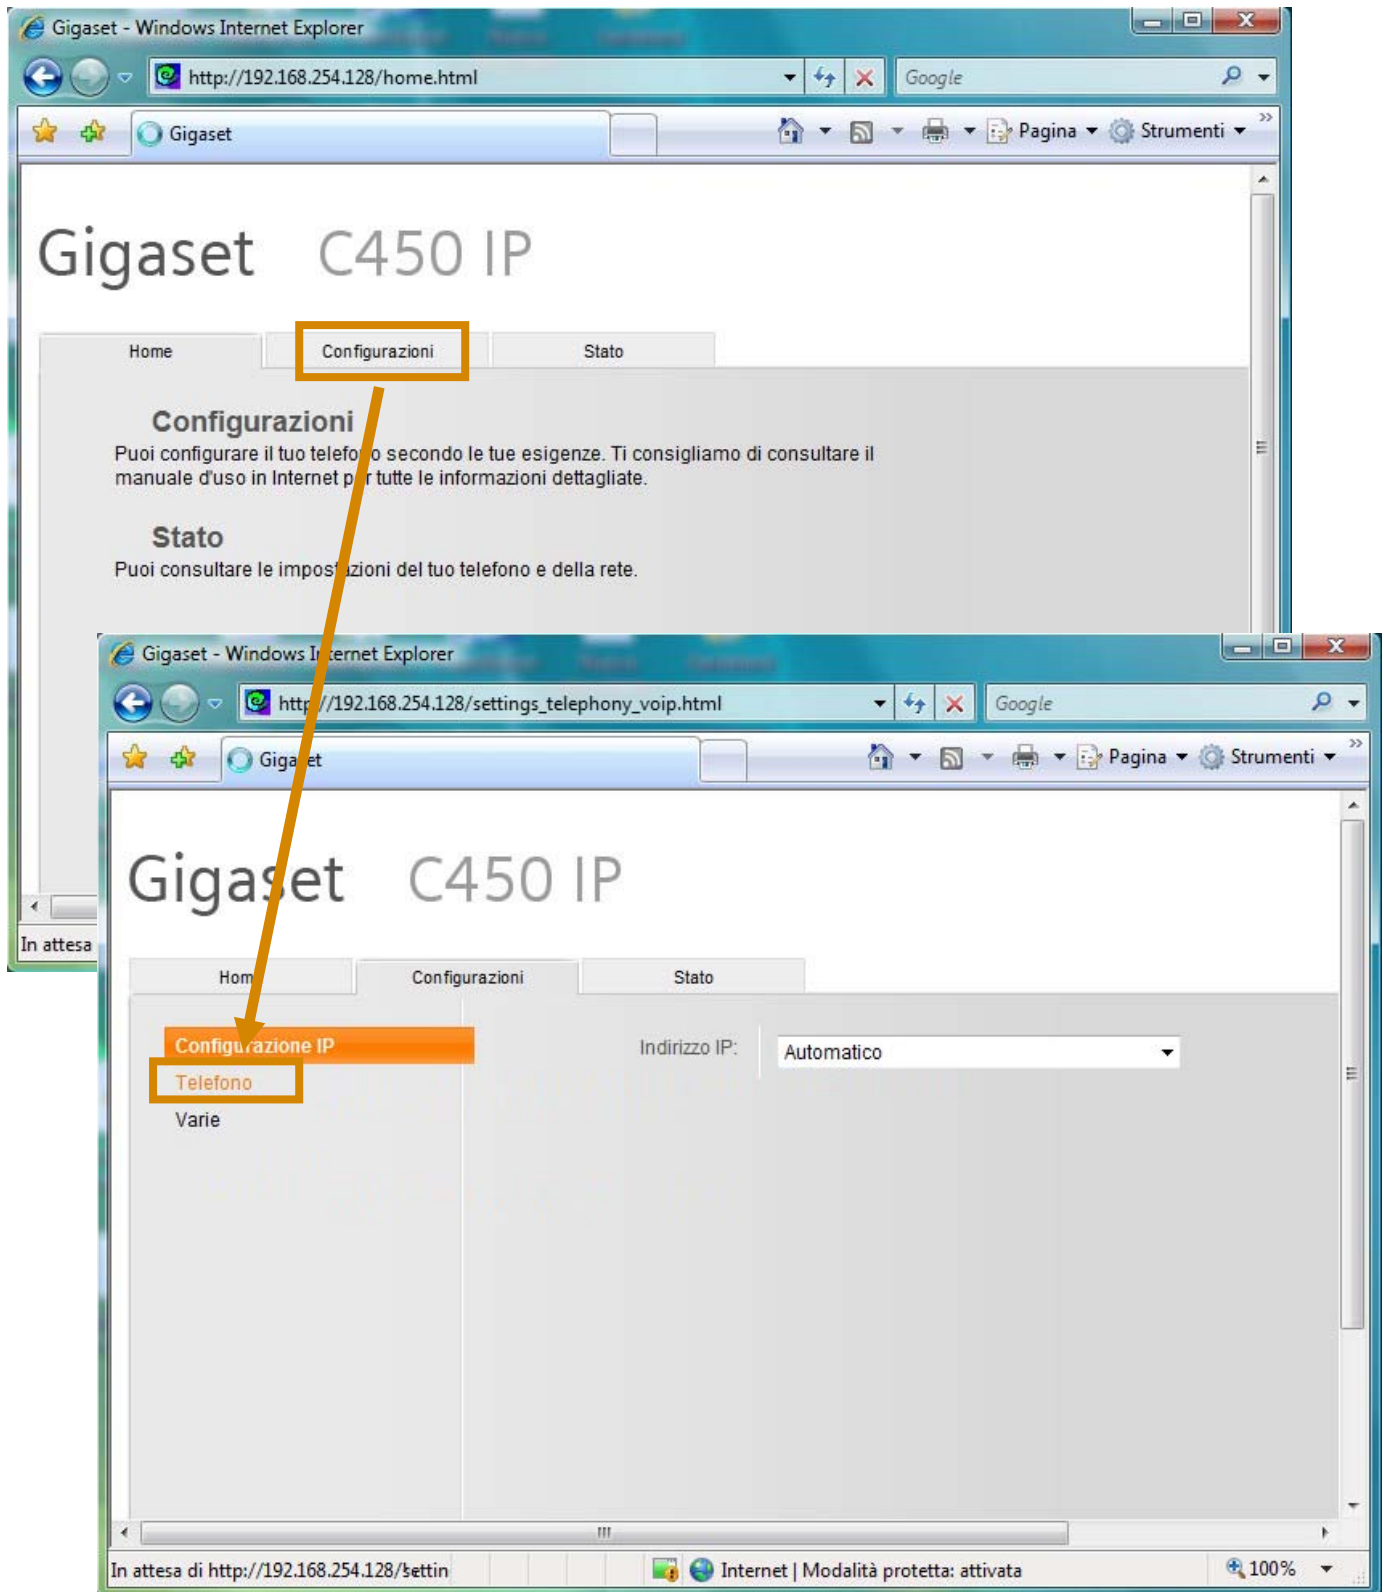 Gigaset - Windows Internet Explorer
http://192.168.254.128/home.html
Google
Gigaset
Pagina
Strumenti
Gigaset C450 IP
Home Configurazioni Stato
Configurazioni
Puoi configurare il tuo telefono secondo le tue esigenze. Ti consigliamo di consultare il
manuale d'uso in Internet per tutte le informazioni dettagliate.
Stato
Puoi consultare le impostazioni del tuo telefono e della rete.
In attesa
Gigaset - Windows Internet Explorer
http://192.168.254.128/settings_telephony_voip.html
Google
Gigaset
Pagina
Strumenti
Gigaset C450 IP
Home Configurazioni Stato
Configurazione IP
Indirizzo IP: Automatico
Telefono
Varie
In attesa di http://192.168.254.128/settin
Internet | Modalità protetta: attivata
100%